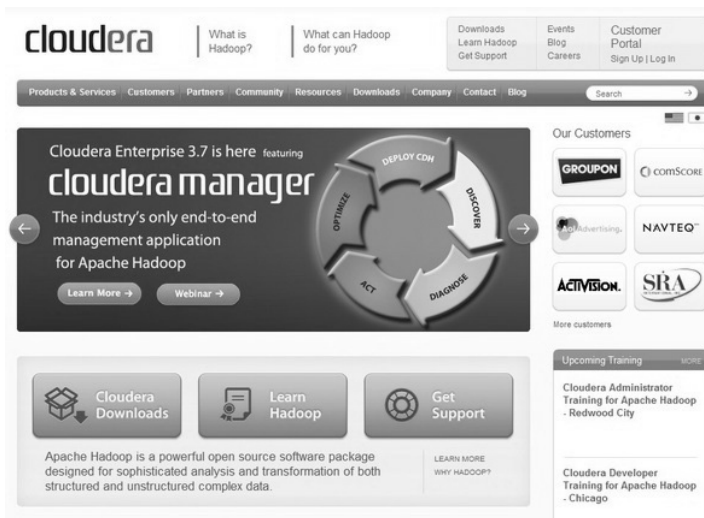 cloudera
What is
Hadoop?
What can Hadoop
do for you?
Downloads
Learn Hadoop
Get Support
Events
Blog
Careers
Customer
Portal
Sign Up | Log In
Products & Services Customers Partners Community Resources Downloads Company Contact Blog
Search
Cloudera Enterprise 3.7 is here featuring
cloudera manager
The industry's only end-to-end
management application
for Apache Hadoop
Learn More
Webinar
DEPLOY CDH
DISCOVER
DIAGNOSE
ACT
OPTIMIZE
Our Customers
GROUPON
comSCORE
Aol Advertising.
NAVTEQ
ACTIVISION.
SRA
INTERNATIONAL, INC.
More customers
Cloudera
Downloads
Learn
Hadoop
Get
Support
Apache Hadoop is a powerful open source software package
designed for sophisticated analysis and transformation of both
structured and unstructured complex data.
LEARN MORE
WHY HADOOP?
Upcoming Training MORE
Cloudera Administrator
Training for Apache Hadoop
- Redwood City
Cloudera Developer
Training for Apache Hadoop
- Chicago